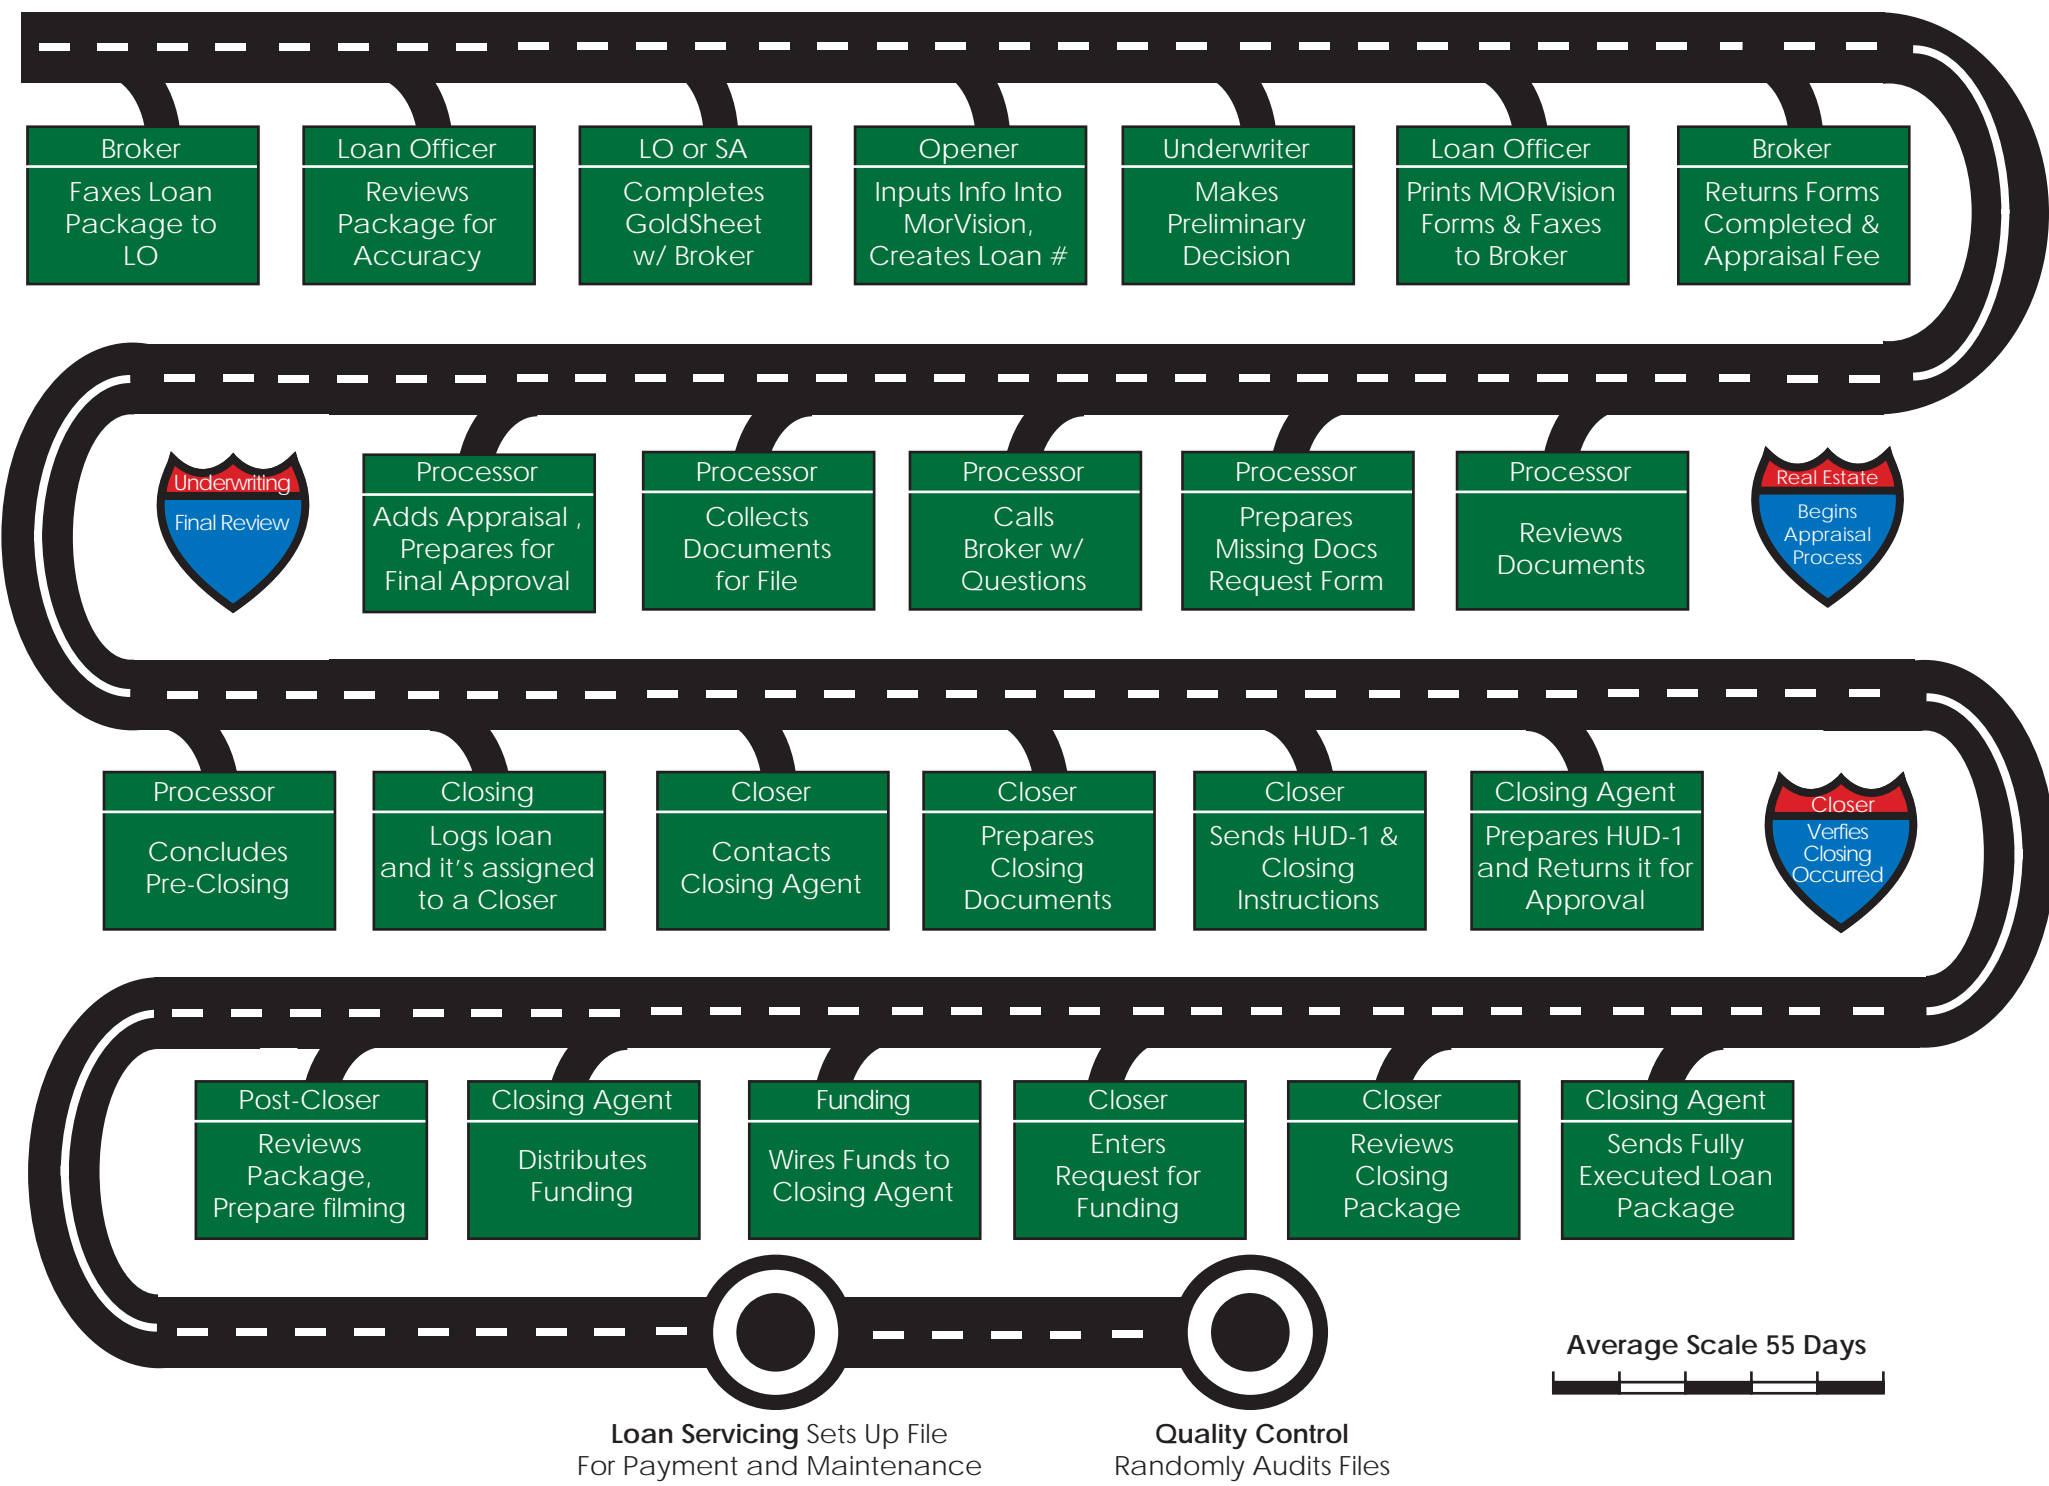 Broker
Faxes Loan
Package to
LO
Loan Officer
Reviews
Package for
Accuracy
LO or SA
Completes
GoldSheet
w/ Broker
Opener
Inputs Info Into
MorVision,
Creates Loan #
Underwriter
Makes
Preliminary
Decision
Loan Officer
Prints MORVision
Forms & Faxes
to Broker
Broker
Returns Forms
Completed &
Appraisal Fee
Underwriting
Final Review
Processor
Adds Appraisal ,
Prepares for
Final Approval
Processor
Collects
Documents
for File
Processor
Calls
Broker w/
Questions
Processor
Prepares
Missing Docs
Request Form
Processor
Reviews
Documents
Real Estate
Begins
Appraisal
Process
Processor
Concludes
Pre-Closing
Closing
Logs loan
and it's assigned
to a Closer
Closer
Contacts
Closing Agent
Closer
Prepares
Closing
Documents
Closer
Sends HUD-1 &
Closing
Instructions
Closing Agent
Prepares HUD-1
and Returns it for
Approval
Closer
Verfies
Closing
Occurred
Post-Closer
Reviews
Package,
Prepare filming
Closing Agent
Distributes
Funding
Funding
Wires Funds to
Closing Agent
Closer
Enters
Request for
Funding
Closer
Reviews
Closing
Package
Closing Agent
Sends Fully
Executed Loan
Package
Average Scale 55 Days
Loan Servicing Sets Up File
For Payment and Maintenance
Quality Control
Randomly Audits Files